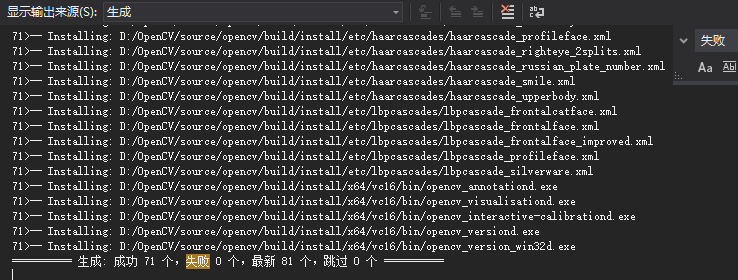 显示输出来源(S): 生成
71>-- Installing: D:/OpenCV/source/opencv/build/install/etc/haarcascades/haarcascade_profileface.xml
71>-- Installing: D:/OpenCV/source/opencv/build/install/etc/haarcascades/haarcascade_righteye_2splits.xml
71>-- Installing: D:/OpenCV/source/opencv/build/install/etc/haarcascades/haarcascade_russian_plate_number.xml
71>-- Installing: D:/OpenCV/source/opencv/build/install/etc/haarcascades/haarcascade_smile.xml
71>-- Installing: D:/OpenCV/source/opencv/build/install/etc/haarcascades/haarcascade_upperbody.xml
71>-- Installing: D:/OpenCV/source/opencv/build/install/etc/lbpcascades/lbpcascade_frontalcatface.xml
71>-- Installing: D:/OpenCV/source/opencv/build/install/etc/lbpcascades/lbpcascade_frontalface.xml
71>-- Installing: D:/OpenCV/source/opencv/build/install/etc/lbpcascades/lbpcascade_frontalface_improved.xml
71>-- Installing: D:/OpenCV/source/opencv/build/install/etc/lbpcascades/lbpcascade_profileface.xml
71>-- Installing: D:/OpenCV/source/opencv/build/install/etc/lbpcascades/lbpcascade_silverware.xml
71>-- Installing: D:/OpenCV/source/opencv/build/install/x64/vc16/bin/opencv_annotationd.exe
71>-- Installing: D:/OpenCV/source/opencv/build/install/x64/vc16/bin/opencv_visualisationd.exe
71>-- Installing: D:/OpenCV/source/opencv/build/install/x64/vc16/bin/opencv_interactive-calibrationd.exe
71>-- Installing: D:/OpenCV/source/opencv/build/install/x64/vc16/bin/opencv_versiond.exe
71>-- Installing: D:/OpenCV/source/opencv/build/install/x64/vc16/bin/opencv_version_win32d.exe
========== 生成: 成功 71 个，失败 0 个，最新 81 个，跳过 0 个 ==========
失败
Aa Ab